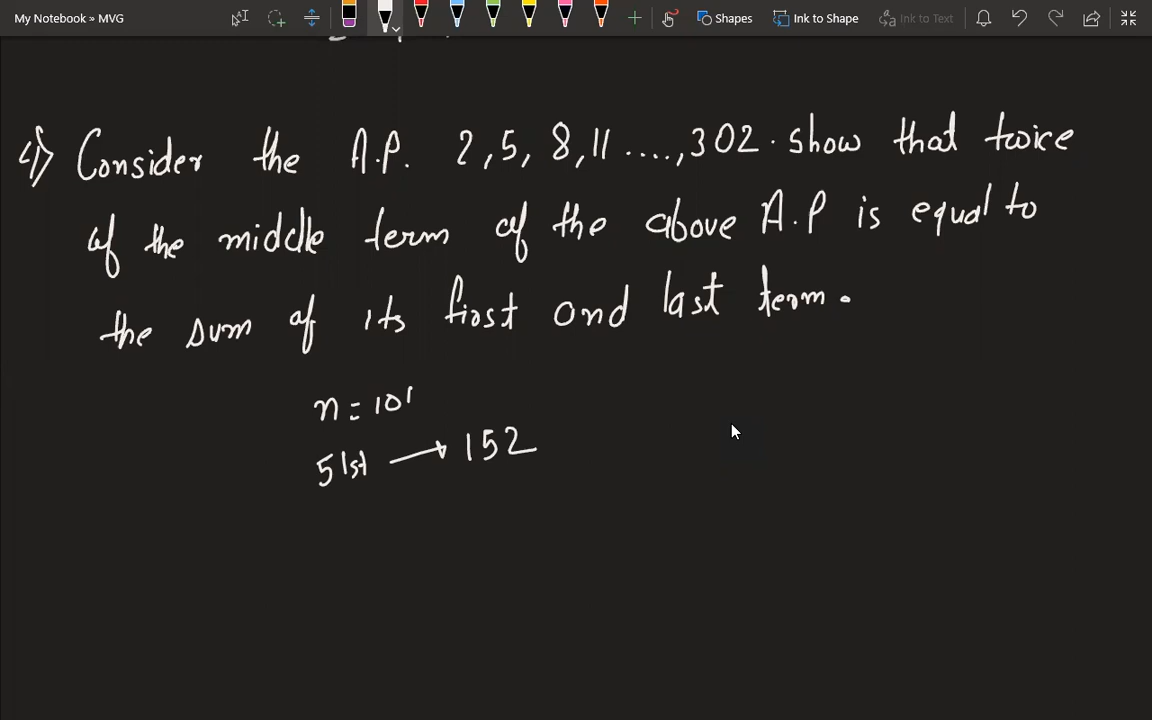 My Notebook » MVG
Shapes
Ink to Shape
Ink to Text
4) Consider the A.P. 2, 5, 8, 11 ...., 302. show that twice
of the middle term of the above A.P is equal to
the sum of its first and last term.
n = 101
51st → 152